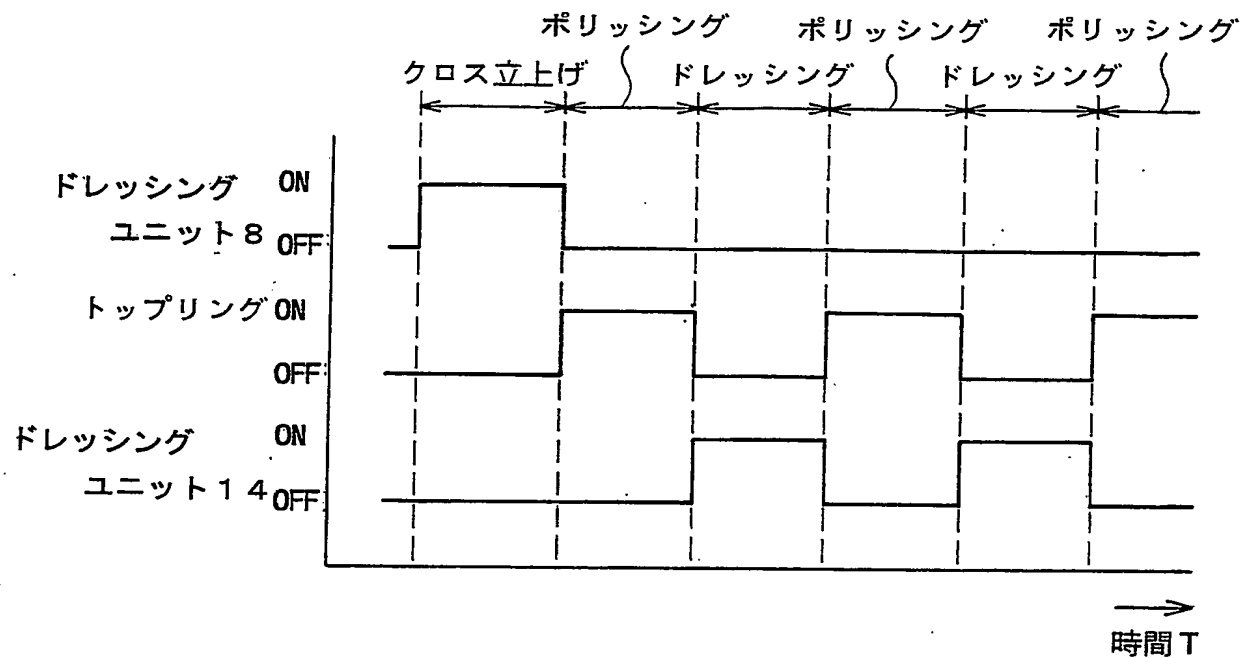 ポリッシング ポリッシング ポリッシング
クロス立上げ ドレッシング ドレッシング
ドレッシング ON
ユニット8 OFF
トップリング ON
OFF
ドレッシング ON
ユニット14 OFF
時間T